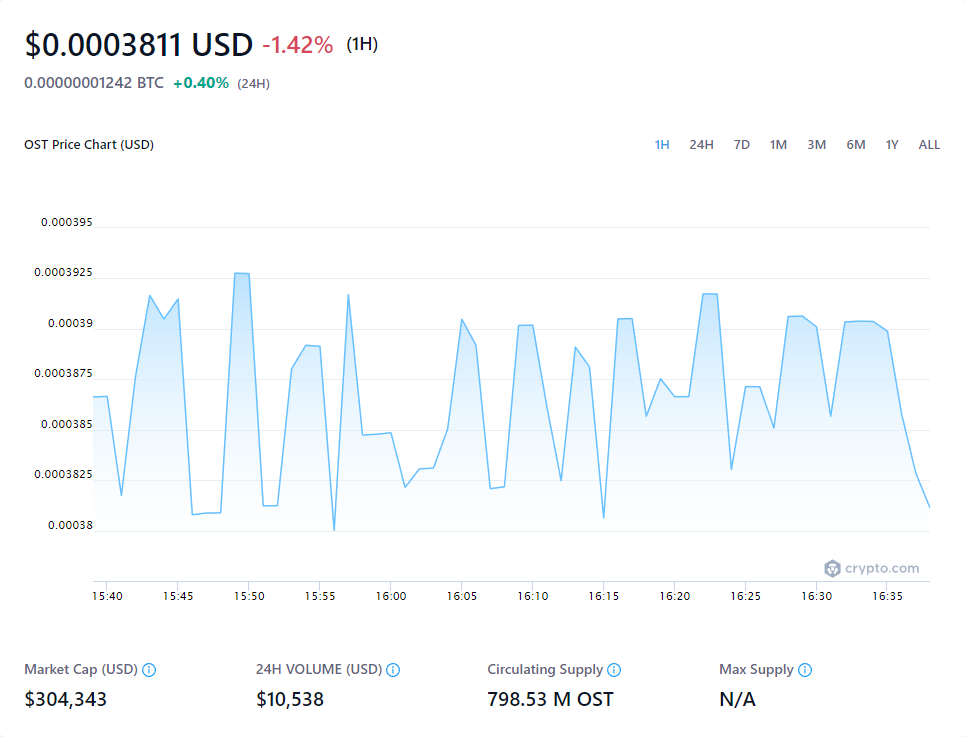 $0.0003811 USD -1.42% (1H)
0.00000001242 BTC +0.40% (24H)
OST Price Chart (USD) 1H 24H 7D 1M 3M 6M 1Y ALL
0.000395
0.0003925
0.00039
0.0003875
0.000385
0.0003825
0.00038
crypto.com
15:40 15:45 15:50 15:55 16:00 16:05 16:10 16:15 16:20 16:25 16:30 16:35
Market Cap (USD) 24H VOLUME (USD) Circulating Supply Max Supply
$304,343 $10,538 798.53 M OST N/A